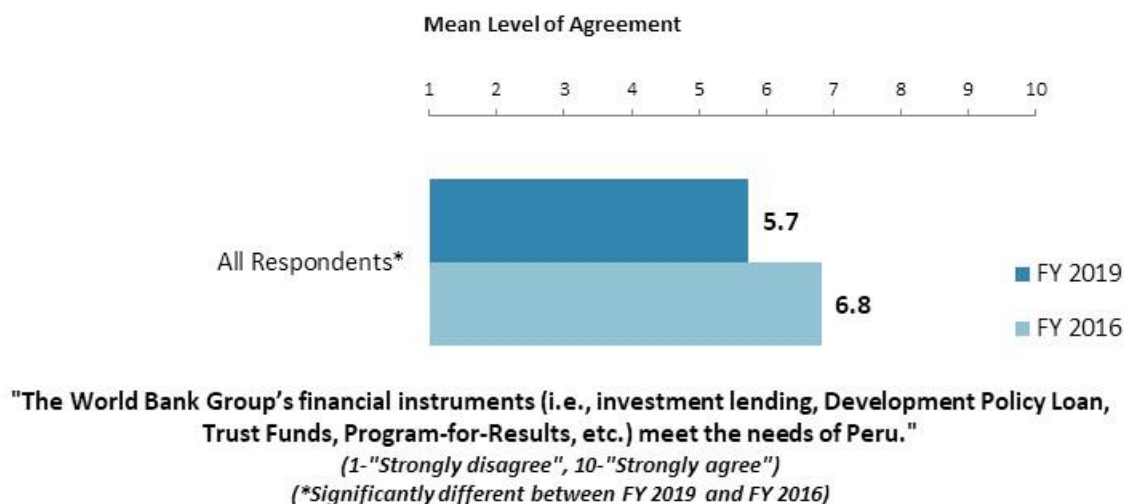 Mean Level of Agreement
1 2 3 4 5 6 7 8 9 10
5.7
All Respondents*
6.8
FY 2019
FY 2016
"The World Bank Group’s financial instruments (i.e., investment lending, Development Policy Loan,
Trust Funds, Program-for-Results, etc.) meet the needs of Peru."
(1-"Strongly disagree", 10-"Strongly agree")
(*Significantly different between FY 2019 and FY 2016)